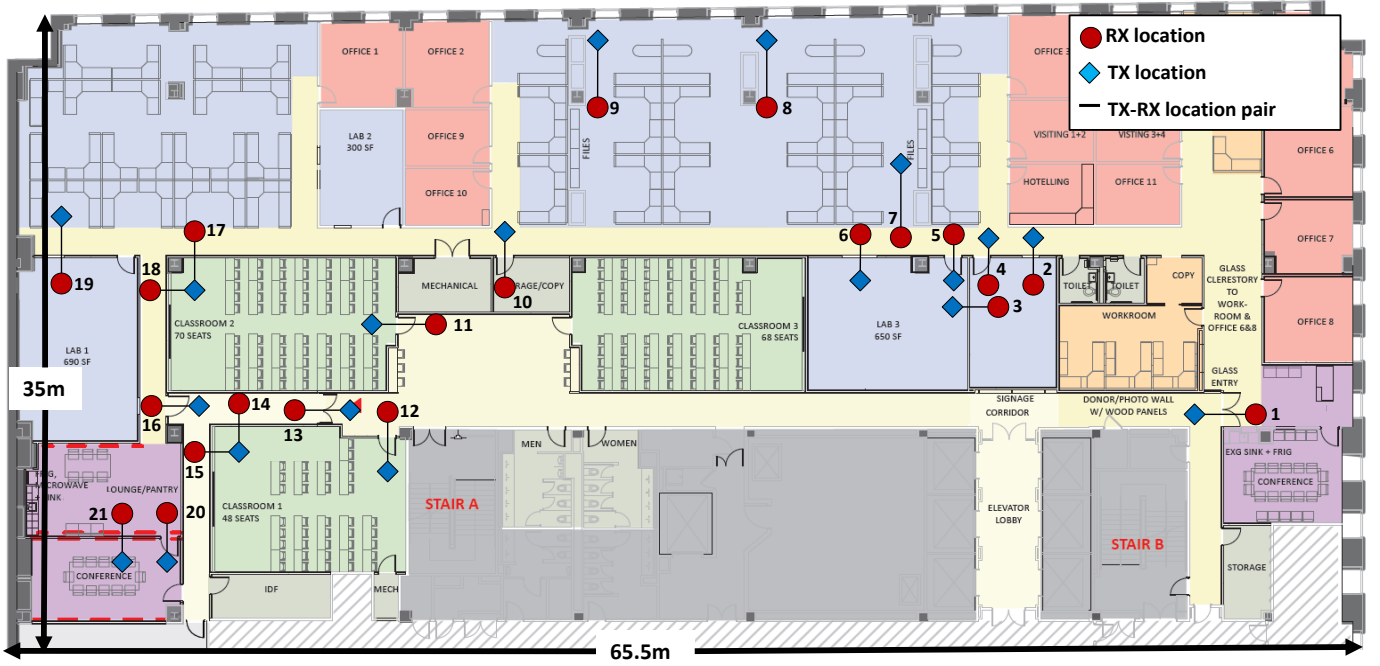 RX location
TX location
TX-RX location pair
OFFICE 1
OFFICE 2
OFFICE 3
LAB 2
300 SF
OFFICE 9
OFFICE 10
FILES
FILES
VISITING 1+2
VISTING 3+4
HOTELLING
OFFICE 11
OFFICE 6
OFFICE 7
OFFICE 8
9
8
7
6
5
4
2
3
17
18
19
10
11
MECHANICAL
RAGE/COPY
CLASSROOM 2
70 SEATS
CLASSROOM 3
68 SEATS
LAB 3
650 SF
LAB 1
690 SF
TOILET
TOILET
COPY
WORKROOM
GLASS
CLERESTORY
TO
WORK-
ROOM &
OFFICE 6&8
GLASS
ENTRY
35m
16
14
13
12
15
SIGNAGE
CORRIDOR
DONOR/PHOTO WALL
W/ WOOD PANELS
1
EXG SINK + FRIG
CONFERENCE
MEN
WOMEN
STAIR A
ELEVATOR
LOBBY
STAIR B
STORAGE
FRIG,
MICROWAVE
LOUNGE/PANTRY
21
20
CLASSROOM 1
48 SEATS
CONFERENCE
IDF
MECH
65.5m